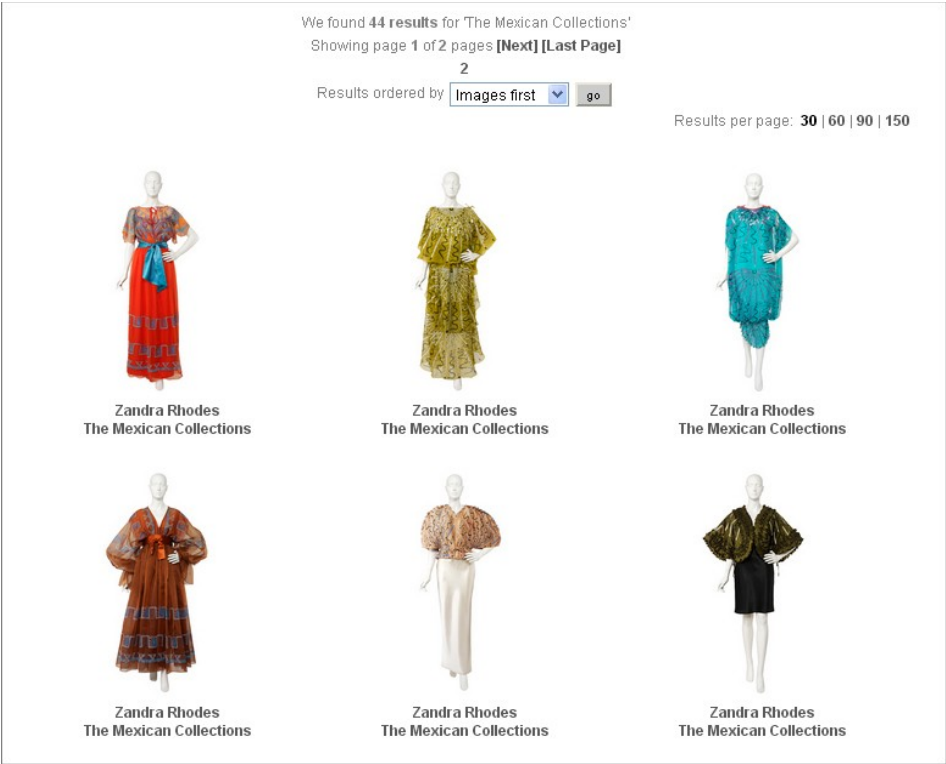 We found 44 results for 'The Mexican Collections'
Showing page 1 of 2 pages [Next] [Last Page]
2
Results ordered by Images first go
Results per page: 30 | 60 | 90 | 150
Zandra Rhodes
The Mexican Collections
Zandra Rhodes
The Mexican Collections
Zandra Rhodes
The Mexican Collections
Zandra Rhodes
The Mexican Collections
Zandra Rhodes
The Mexican Collections
Zandra Rhodes
The Mexican Collections